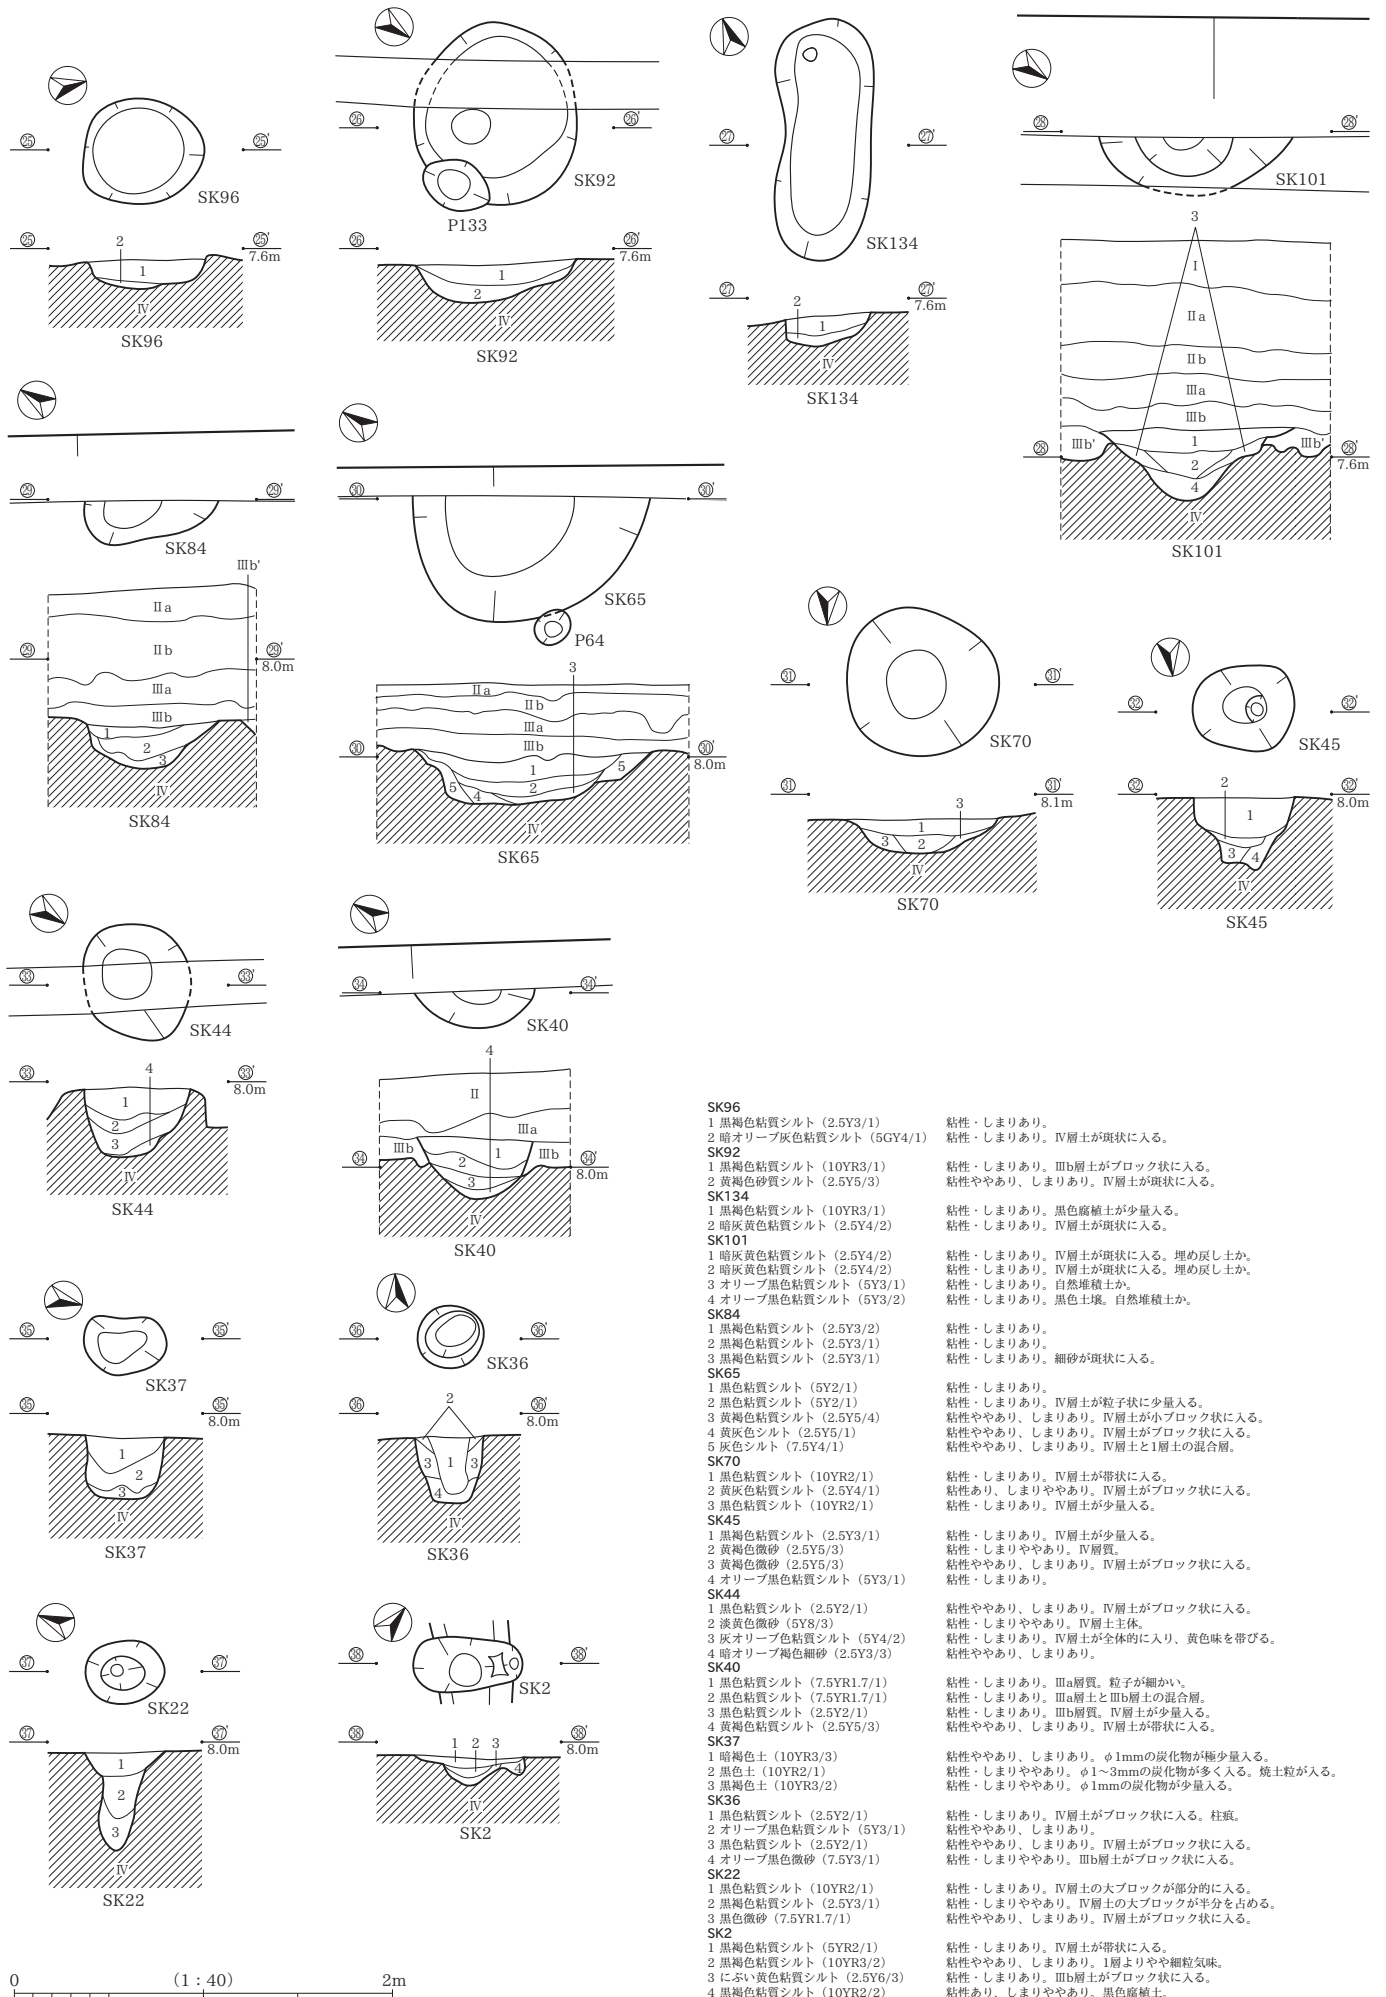 ㉕
㉕'
SK96
㉕
㉕'
7.6m
2
1
Ⅳ
SK96
㉖
㉖'
SK92
P133
㉖
㉖'
7.6m
1
2
Ⅳ
SK92
㉗
㉗'
SK134
㉗
㉗'
7.6m
2
1
Ⅳ
SK134
㉘
㉘'
SK101
3
Ⅰ
Ⅱa
Ⅱb
Ⅲa
Ⅲb
Ⅲb'
1
Ⅲb'
㉘
㉘'
7.6m
2
4
Ⅳ
SK101
㉙
㉙'
SK84
Ⅲb'
Ⅱa
Ⅱb
㉙
㉙'
8.0m
Ⅲa
Ⅲb
1
2
3
Ⅳ
SK84
㉚
㉚'
SK65
P64
3
Ⅱa
Ⅱb
Ⅲa
Ⅲb
㉚
㉚'
8.0m
1
5
2
5
4
Ⅳ
SK65
㉛
㉛'
SK70
㉛
㉛'
8.1m
3
1
3
2
Ⅳ
SK70
㉜
㉜'
SK45
㉜
㉜'
8.0m
2
1
3
4
Ⅳ
SK45
㉝
㉝'
SK44
㉝
㉝'
8.0m
4
1
2
3
Ⅳ
SK44
㉞
㉞'
SK40
4
Ⅱ
Ⅲa
Ⅲb
1
Ⅲb
㉞
㉞'
8.0m
2
3
Ⅳ
SK40
㉟
㉟'
SK37
㉟
㉟'
8.0m
1
2
3
Ⅳ
SK37
㊱
㊱'
SK36
㊱
㊱'
8.0m
2
3
1
3
4
Ⅳ
SK36
㊲
㊲'
SK22
㊲
㊲'
8.0m
1
2
3
Ⅳ
SK22
㊳
㊳'
SK2
㊳
㊳'
8.0m
1 2 3
4
Ⅳ
SK2
0 （1：40） 2m
SK96
1 黒褐色粘質シルト（2.5Y3/1） 粘性・しまりあり。
2 暗オリーブ灰色粘質シルト（5GY4/1） 粘性・しまりあり。Ⅳ層土が斑状に入る。
SK92
1 黒褐色粘質シルト（10YR3/1） 粘性・しまりあり。Ⅲb層土がブロック状に入る。
2 黄褐色砂質シルト（2.5Y5/3） 粘性ややあり、しまりあり。Ⅳ層土が斑状に入る。
SK134
1 黒褐色粘質シルト（10YR3/1） 粘性・しまりあり。黒色腐植土が少量入る。
2 暗灰黄色粘質シルト（2.5Y4/2） 粘性・しまりあり。Ⅳ層土が斑状に入る。
SK101
1 暗灰黄色粘質シルト（2.5Y4/2） 粘性・しまりあり。Ⅳ層土が斑状に入る。埋め戻し土か。
2 暗灰黄色粘質シルト（2.5Y4/2） 粘性・しまりあり。Ⅳ層土が斑状に入る。埋め戻し土か。
3 オリーブ黒色粘質シルト（5Y3/1） 粘性・しまりあり。自然堆積土か。
4 オリーブ黒色粘質シルト（5Y3/2） 粘性・しまりあり。黒色土壌。自然堆積土か。
SK84
1 黒褐色粘質シルト（2.5Y3/2） 粘性・しまりあり。
2 黒褐色粘質シルト（2.5Y3/1） 粘性・しまりあり。
3 黒褐色粘質シルト（2.5Y3/1） 粘性・しまりあり。細砂が斑状に入る。
SK65
1 黒色粘質シルト（5Y2/1） 粘性・しまりあり。
2 黒色粘質シルト（5Y2/1） 粘性・しまりあり。Ⅳ層土が粒子状に少量入る。
3 黄褐色粘質シルト（2.5Y5/4） 粘性ややあり、しまりあり。Ⅳ層土が小ブロック状に入る。
4 黄灰色シルト（2.5Y5/1） 粘性ややあり、しまりあり。Ⅳ層土がブロック状に入る。
5 灰色シルト（7.5Y4/1） 粘性ややあり、しまりあり。Ⅳ層土と1層土の混合層。
SK70
1 黒色粘質シルト（10YR2/1） 粘性・しまりあり。Ⅳ層土が帯状に入る。
2 黄灰色粘質シルト（2.5Y4/1） 粘性あり、しまりややあり。Ⅳ層土がブロック状に入る。
3 黒色粘質シルト（10YR2/1） 粘性・しまりあり。Ⅳ層土が少量入る。
SK45
1 黒褐色粘質シルト（2.5Y3/1） 粘性・しまりあり。Ⅳ層土が少量入る。
2 黄褐色微砂（2.5Y5/3） 粘性・しまりややあり。Ⅳ層質。
3 黄褐色微砂（2.5Y5/3） 粘性ややあり、しまりあり。Ⅳ層土がブロック状に入る。
4 オリーブ黒色粘質シルト（5Y3/1） 粘性・しまりあり。
SK44
1 黒色粘質シルト（2.5Y2/1） 粘性ややあり、しまりあり。Ⅳ層土がブロック状に入る。
2 淡黄色微砂（5Y8/3） 粘性・しまりややあり。Ⅳ層土主体。
3 灰オリーブ色粘質シルト（5Y4/2） 粘性・しまりあり。Ⅳ層土が全体的に入り、黄色味を帯びる。
4 暗オリーブ褐色細砂（2.5Y3/3） 粘性ややあり、しまりあり。
SK40
1 黒色粘質シルト（7.5YR1.7/1） 粘性・しまりあり。Ⅲa層質。粒子が細かい。
2 黒色粘質シルト（7.5YR1.7/1） 粘性・しまりあり。Ⅲa層土とⅢb層土の混合層。
3 黒色粘質シルト（2.5Y2/1） 粘性・しまりあり。Ⅲb層質。Ⅳ層土が少量入る。
4 黄褐色粘質シルト（2.5Y5/3） 粘性ややあり、しまりあり。Ⅳ層土が帯状に入る。
SK37
1 暗褐色土（10YR3/3） 粘性ややあり、しまりあり。φ1mmの炭化物が極少量入る。
2 黒色土（10YR2/1） 粘性・しまりややあり。φ1～3mmの炭化物が多く入る。焼土粒が入る。
3 黒褐色土（10YR3/2） 粘性・しまりややあり。φ1mmの炭化物が少量入る。
SK36
1 黒色粘質シルト（2.5Y2/1） 粘性・しまりあり。Ⅳ層土がブロック状に入る。柱痕。
2 オリーブ黒色粘質シルト（5Y3/1） 粘性ややあり、しまりあり。
3 黒色粘質シルト（2.5Y2/1） 粘性ややあり、しまりあり。Ⅳ層土がブロック状に入る。
4 オリーブ黒色微砂（7.5Y3/1） 粘性・しまりややあり。Ⅲb層土がブロック状に入る。
SK22
1 黒色粘質シルト（10YR2/1） 粘性・しまりあり。Ⅳ層土の大ブロックが部分的に入る。
2 黒褐色粘質シルト（2.5Y3/1） 粘性・しまりややあり。Ⅳ層土の大ブロックが半分を占める。
3 黒色微砂（7.5YR1.7/1） 粘性ややあり、しまりあり。Ⅳ層土がブロック状に入る。
SK2
1 黒褐色粘質シルト（5YR2/1） 粘性・しまりあり。Ⅳ層土が帯状に入る。
2 黒褐色粘質シルト（10YR3/2） 粘性ややあり、しまりあり。1層よりやや細粒気味。
3 にぶい黄色粘質シルト（2.5Y6/3） 粘性・しまりあり。Ⅲb層土がブロック状に入る。
4 黒褐色粘質シルト（10YR2/2） 粘性あり、しまりややあり。黒色腐植土。